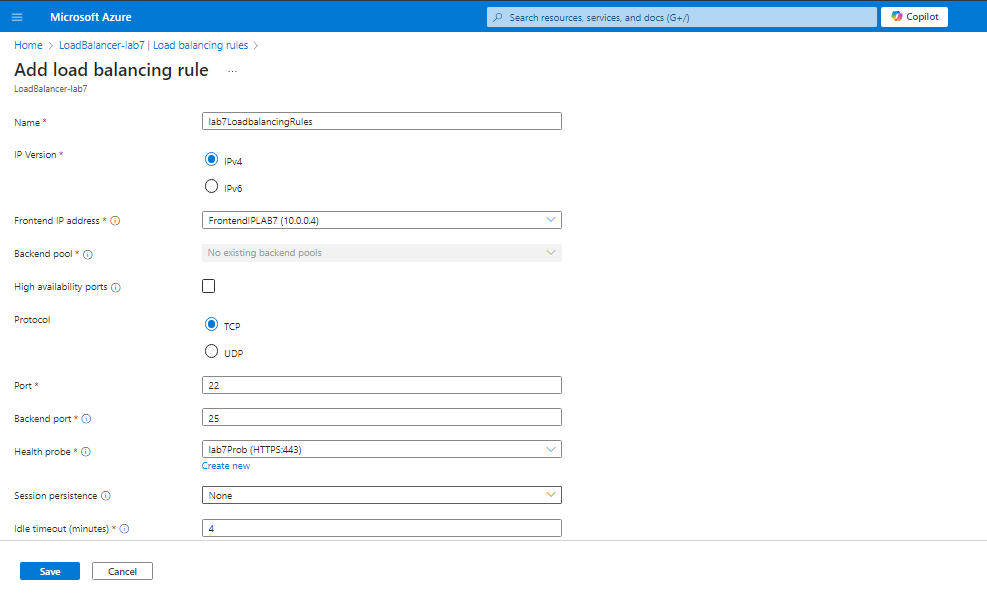 Microsoft Azure
Search resources, services, and docs (G+/)
Copilot
Home > LoadBalancer-lab7 | Load balancing rules >
Add load balancing rule ...
LoadBalancer-lab7
Name *
lab7LoadbalancingRules
IP Version *
IPv4
IPv6
Frontend IP address *
FrontendIPLAB7 (10.0.0.4)
Backend pool *
No existing backend pools
High availability ports
Protocol
TCP
UDP
Port *
22
Backend port *
25
Health probe *
lab7Prob (HTTPS:443)
Create new
Session persistence
None
Idle timeout (minutes) *
4
Save
Cancel